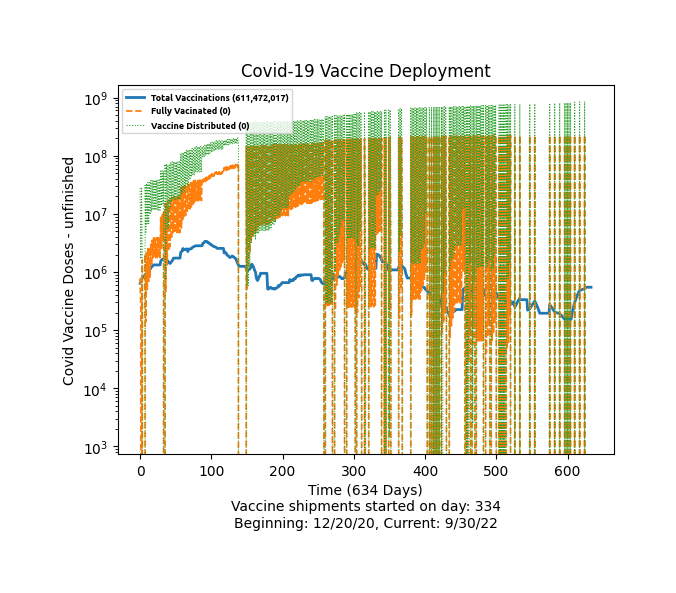 Covid-19 Vaccine Deployment
Total Vaccinations (611,472,017)
Fully Vacinated (0)
Vaccine Distributed (0)
Covid Vaccine Doses - unfinished
10⁹
10⁸
10⁷
10⁶
10⁵
10⁴
10³
0 100 200 300 400 500 600
Time (634 Days)
Vaccine shipments started on day: 334
Beginning: 12/20/20, Current: 9/30/22